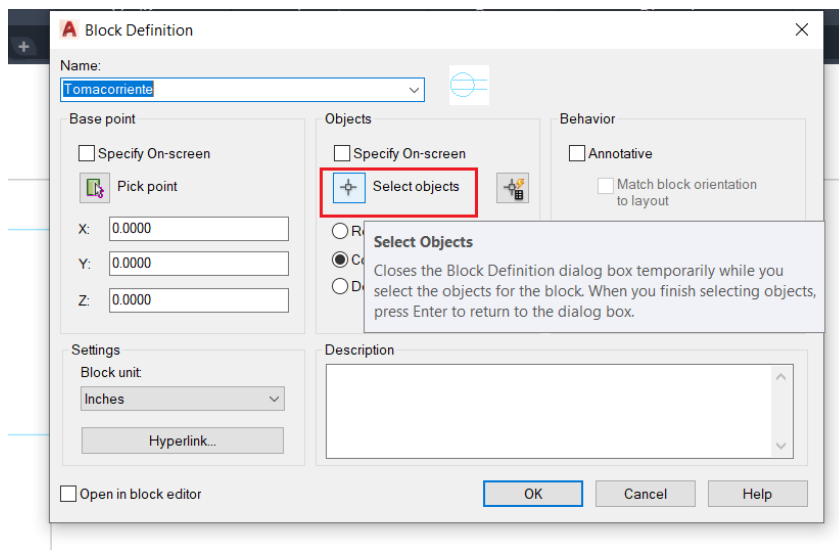 Block Definition
Name:
Tomacorriente
Base point
Specify On-screen
Pick point
X: 0.0000
Y: 0.0000
Z: 0.0000
Objects
Specify On-screen
Select objects
Select Objects
Closes the Block Definition dialog box temporarily while you
select the objects for the block. When you finish selecting objects,
press Enter to return to the dialog box.
Behavior
Annotative
Match block orientation
to layout
Settings
Block unit:
Inches
Hyperlink...
Description
Open in block editor
OK
Cancel
Help